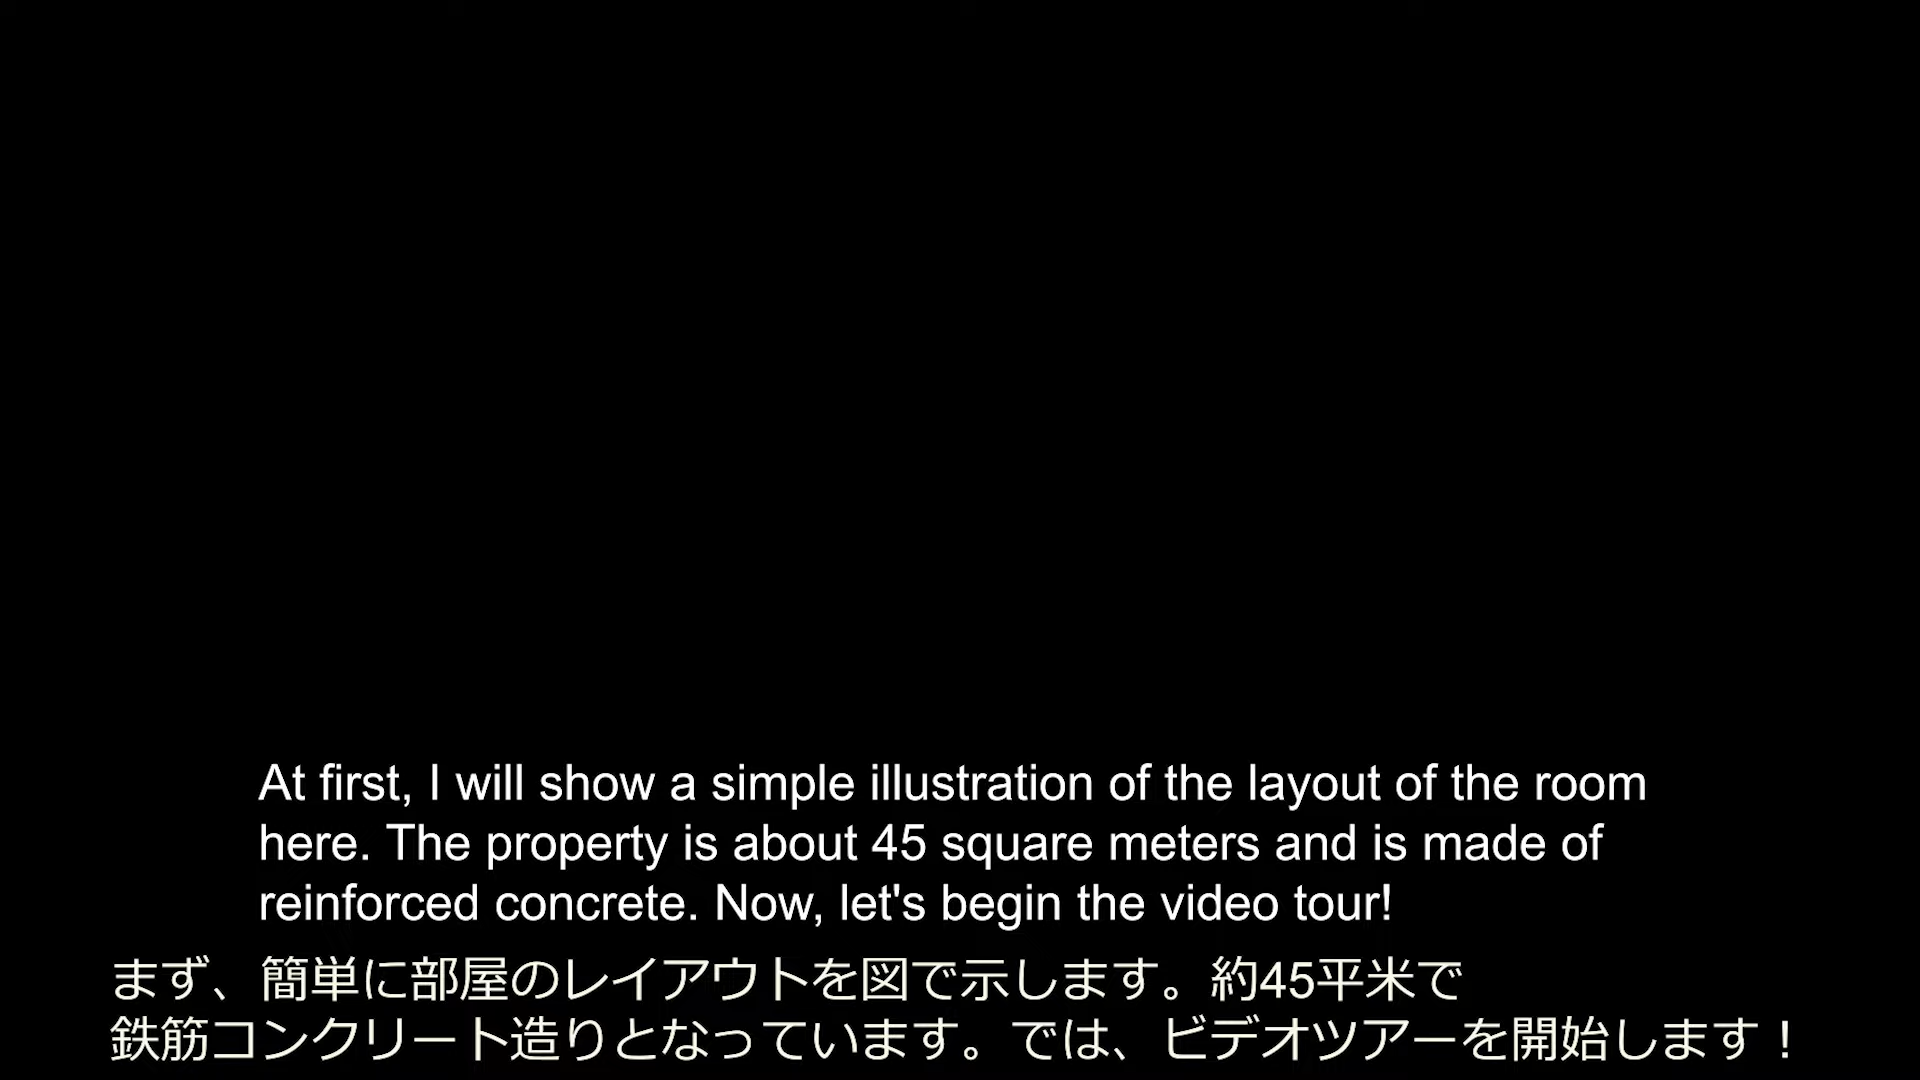 At first, I will show a simple illustration of the layout of the room
here. The property is about 45 square meters and is made of
reinforced concrete. Now, let's begin the video tour!
まず、簡単に部屋のレイアウトを図で示します。約45平米で
鉄筋コンクリート造りとなっています。では、ビデオツアーを開始します！